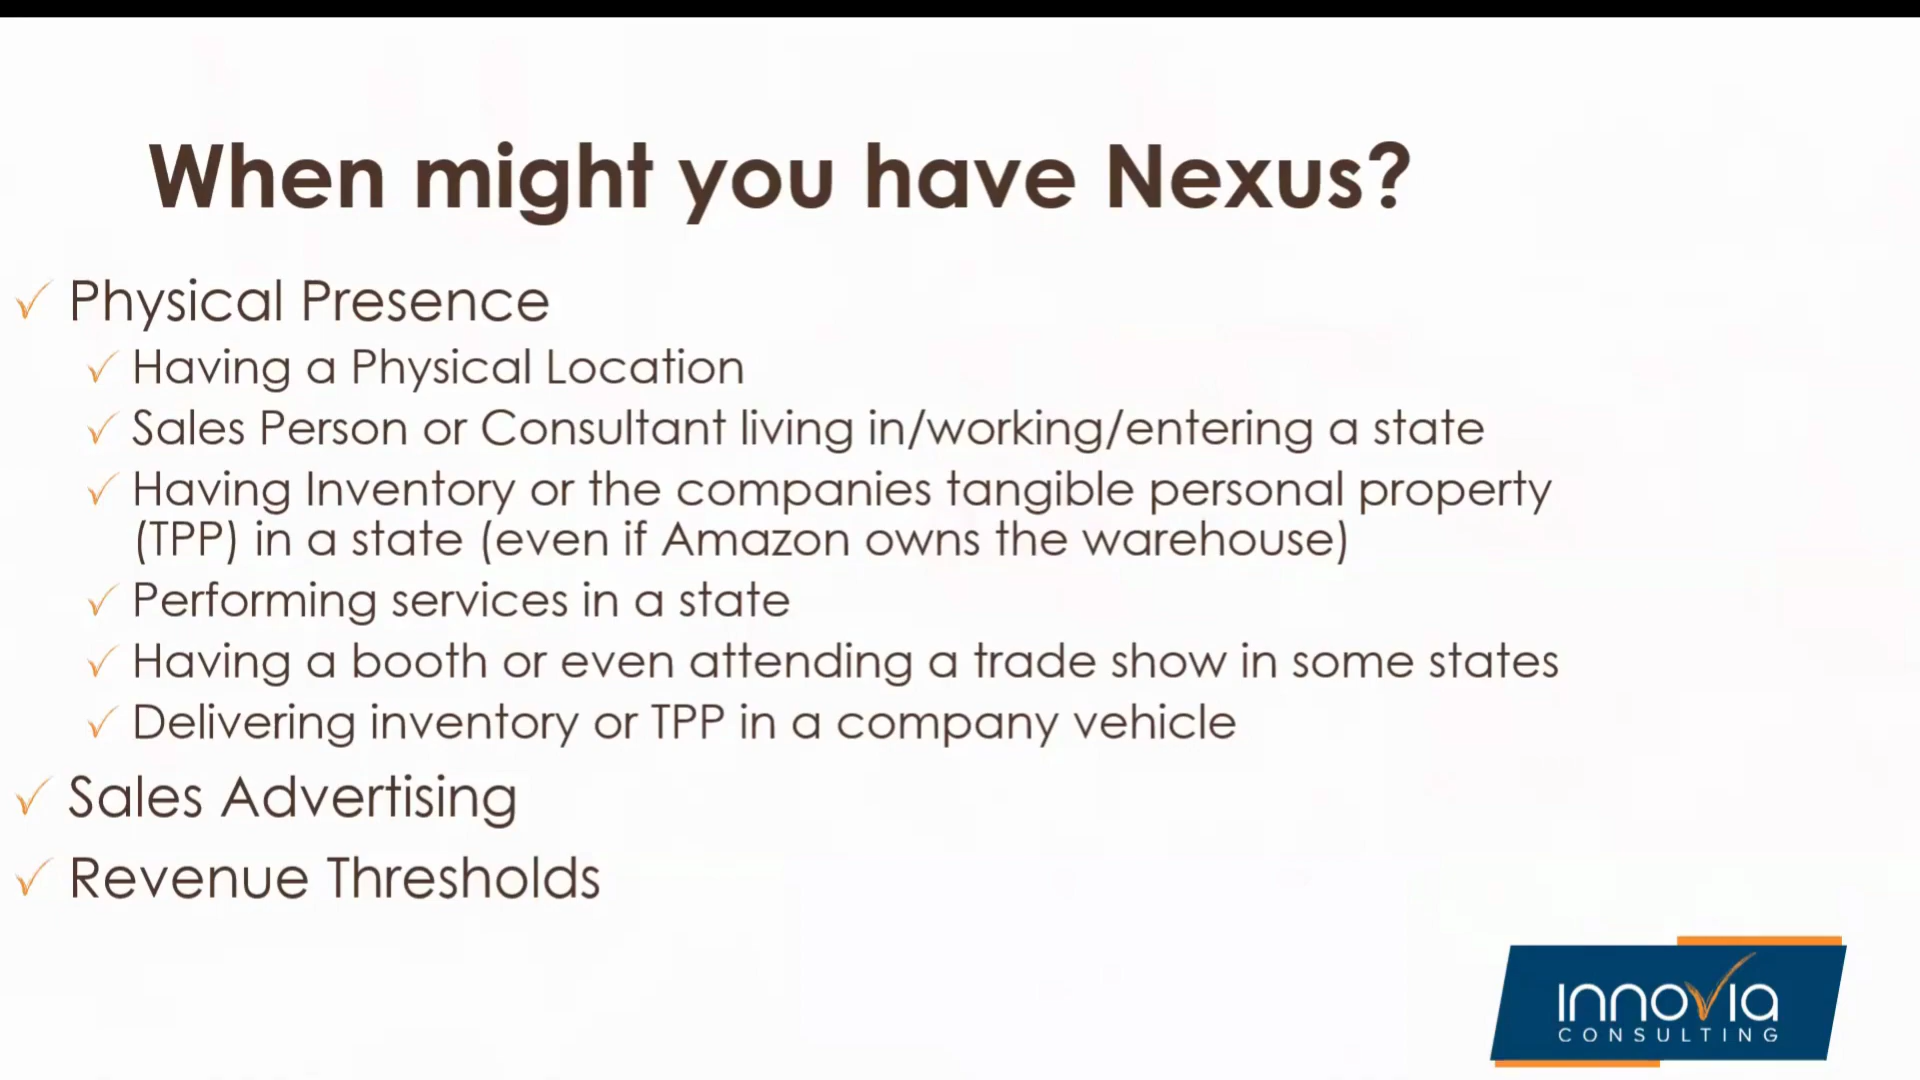 When might you have Nexus?
Physical Presence
Having a Physical Location
Sales Person or Consultant living in/working/entering a state
Having Inventory or the companies tangible personal property
(TPP) in a state (even if Amazon owns the warehouse)
Performing services in a state
Having a booth or even attending a trade show in some states
Delivering inventory or TPP in a company vehicle
Sales Advertising
Revenue Thresholds
innovia
CONSULTING